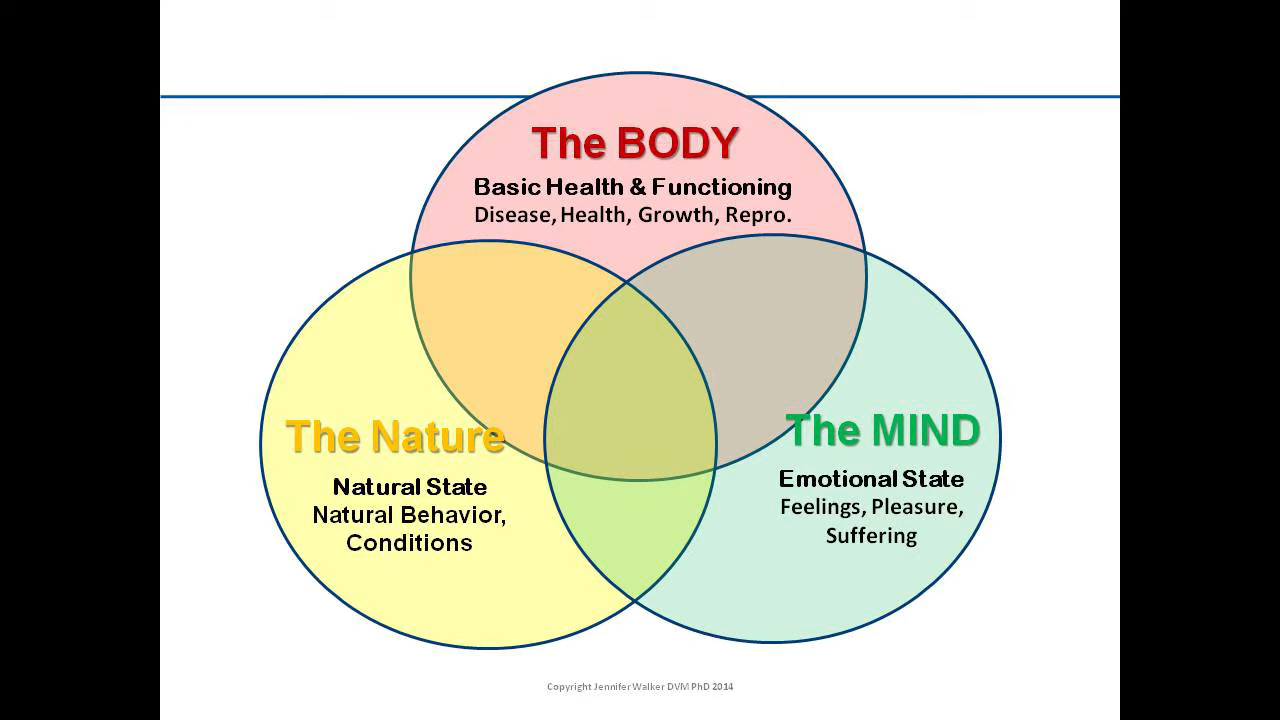 The BODY
Basic Health & Functioning
Disease, Health, Growth, Repro.
The Nature
Natural State
Natural Behavior,
Conditions
The MIND
Emotional State
Feelings, Pleasure,
Suffering
Copyright Jennifer Walker DVM PhD 2014